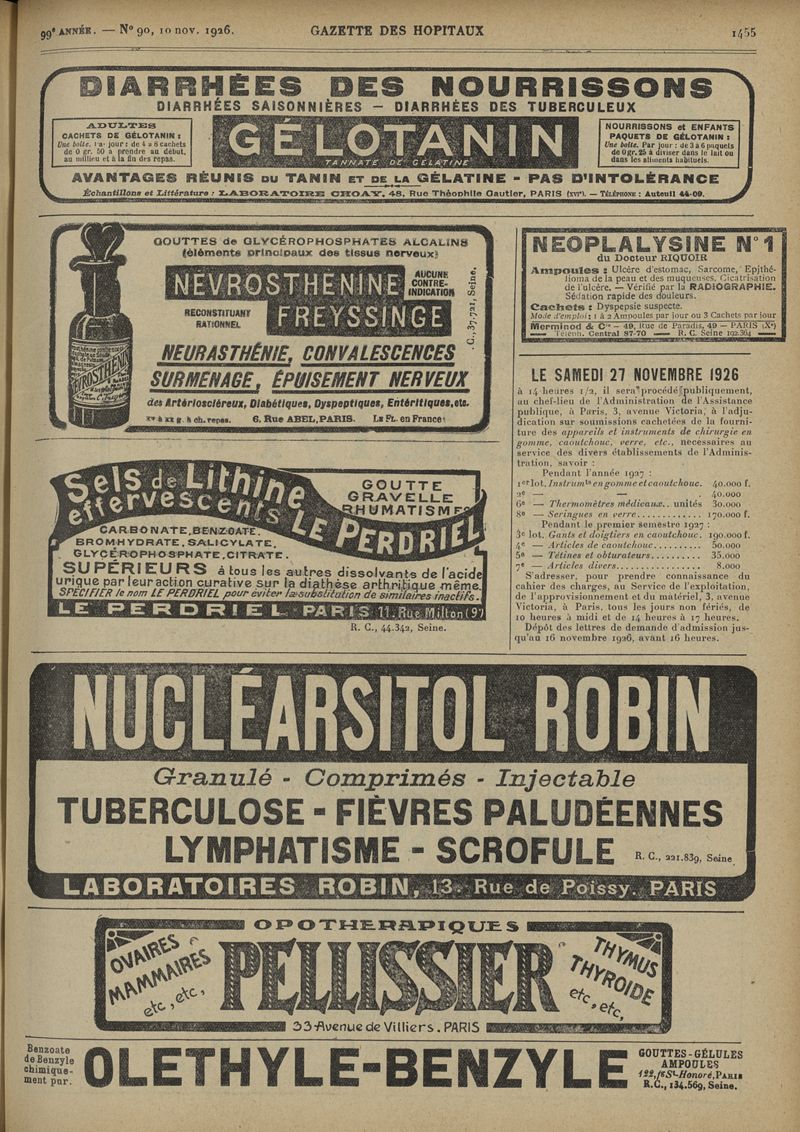 99e ANNÉE. — N° 90, 10 nov. 1926.
GAZETTE DES HOPITAUX
1455
DIARRHÉES DES NOURRISSONS
DIARRHÉES SAISONNIÈRES — DIARRHÉES DES TUBERCULEUX
ADULTES
CACHETS DE GÉLOTANIN :
Une boîte. Par jour : de 4 à 8 cachets
de 0 gr. 50 à prendre au début,
au milieu et à la fin des repas.
GÉLOTANIN
TANNATE DE GÉLATINE
NOURRISSONS et ENFANTS
PAQUETS DE GÉLOTANIN :
Une boîte. Par jour : de 3 à 6 paquets
de 0 gr. 25 à diviser dans le lait ou
dans les aliments habituels.
AVANTAGES RÉUNIS DU TANIN ET DE LA GÉLATINE - PAS D'INTOLÉRANCE
Échantillons et Littérature : LABORATOIRE CHOAY, 48, Rue Théophile Gautier, PARIS (XVIe). — TÉLÉPHONE : Auteuil 44-09.
GOUTTES de GLYCÉROPHOSPHATES ALCALINS
(éléments principaux des tissus nerveux)
NÉVROSTHÉNINE
AUCUNE
CONTRE-
INDICATION
RECONSTITUANT
RATIONNEL
FREYSSINGE
NEURASTHÉNIE, CONVALESCENCES
SURMENAGE, ÉPUISEMENT NERVEUX
des Artérioscléreux, Diabétiques, Dyspeptiques, Entéritiques, etc.
XV à XX g. à ch. repas. 6. Rue ABEL, PARIS. Le FL. en France
.C. 37,721, Seine.
NEVROSTHÉNINE
Sels de Lithine
effervescents LE PERDRIEL
GOUTTE
GRAVELLE
RHUMATISMES
CARBONATE, BENZOATE.
BROMHYDRATE, SALICYLATE,
GLYCÉROPHOSPHATE, CITRATE.
SUPÉRIEURS à tous les autres dissolvants de l'acide
urique par leur action curative sur la diathèse arthritique même.
SPÉCIFIER le nom LE PERDRIEL pour éviter la substitution de similaires inactifs.
LE PERDRIEL - PARIS 11, Rue Milton (9e)
R. C., 44.342, Seine.
NEOPLALYSINE N° 1
du Docteur RIQUOIR
Ampoules : Ulcère d'estomac, Sarcome, Epithé-
lioma de la peau et des muqueuses. Cicatrisation
de l'ulcère. — Vérifié par la RADIOGRAPHIE.
Sédation rapide des douleurs.
Cachets : Dyspepsie suspecte.
Mode d'emploi : 1 à 2 Ampoules par jour ou 3 Cachets par jour
Merminod & Cie — 49, Rue de Paradis, 49 — PARIS (Xe)
Téléph. Central 87-70 — R. C. Seine 192.364
LE SAMEDI 27 NOVEMBRE 1926
à 14 heures 1/2, il sera procédé publiquement,
au chef-lieu de l'Administration de l'Assistance
publique, à Paris, 3, avenue Victoria, à l'adju-
dication sur soumissions cachetées de la fourni-
ture des appareils et instruments de chirurgie en
gomme, caoutchouc, verre, etc., nécessaires au
service des divers établissements de l'Adminis-
tration, savoir :
Pendant l'année 1927 :
1er lot. Instrumts en gomme et caoutchouc. 40.000 f.
2e — — 40.000
6e — Thermomètres médicaux.. unités 30.000
8e — Seringues en verre............. 170.000 f.
Pendant le premier semestre 1927 :
3e lot. Gants et doigtiers en caoutchouc. 190.000 f.
4e — Articles de caoutchouc.......... 50.000
5e — Tétines et obturateurs.......... 35.000
7e — Articles divers................. 8.000
S'adresser, pour prendre connaissance du
cahier des charges, au Service de l'exploitation,
de l'approvisionnement et du matériel, 3, avenue
Victoria, à Paris, tous les jours non fériés, de
10 heures à midi et de 14 heures à 17 heures.
Dépôt des lettres de demande d'admission jus-
qu'au 16 novembre 1926, avant 16 heures.
NUCLÉARSITOL ROBIN
Granulé - Comprimés - Injectable
TUBERCULOSE - FIÈVRES PALUDÉENNES
LYMPHATISME - SCROFULE
R. C., 221.839, Seine
LABORATOIRES ROBIN, 13. Rue de Poissy. PARIS
OPOTHERAPIQUES
OVAIRES
MAMMAIRES
etc, etc,
PELLISSIER
THYMUS
THYROIDE
etc, etc,
33 Avenue de Villiers. PARIS
Benzoate
de Benzyle
chimique-
ment pur.
OLETHYLE-BENZYLE
GOUTTES-GÉLULES
AMPOULES
122, fg St-Honoré, PARIS
R.C., 134.569, Seine.